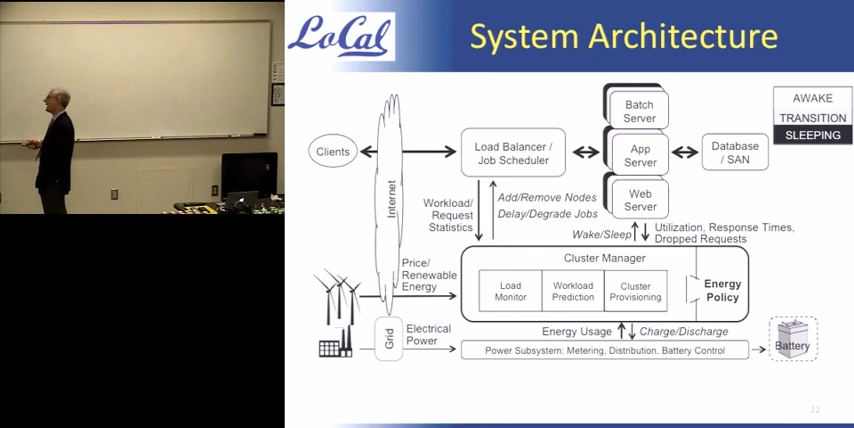 LoCal
System Architecture
AWAKE
TRANSITION
SLEEPING
Batch
Server
Clients
Load Balancer /
Job Scheduler
App
Server
Database
/ SAN
Internet
Web
Server
Workload/
Request
Statistics
Add/Remove Nodes
Delay/Degrade Jobs
Wake/Sleep
Utilization, Response Times,
Dropped Requests
Price/
Renewable
Energy
Cluster Manager
Load
Monitor
Workload
Prediction
Cluster
Provisioning
Energy
Policy
Grid
Electrical
Power
Energy Usage
Charge/Discharge
Power Subsystem: Metering, Distribution, Battery Control
Battery
22